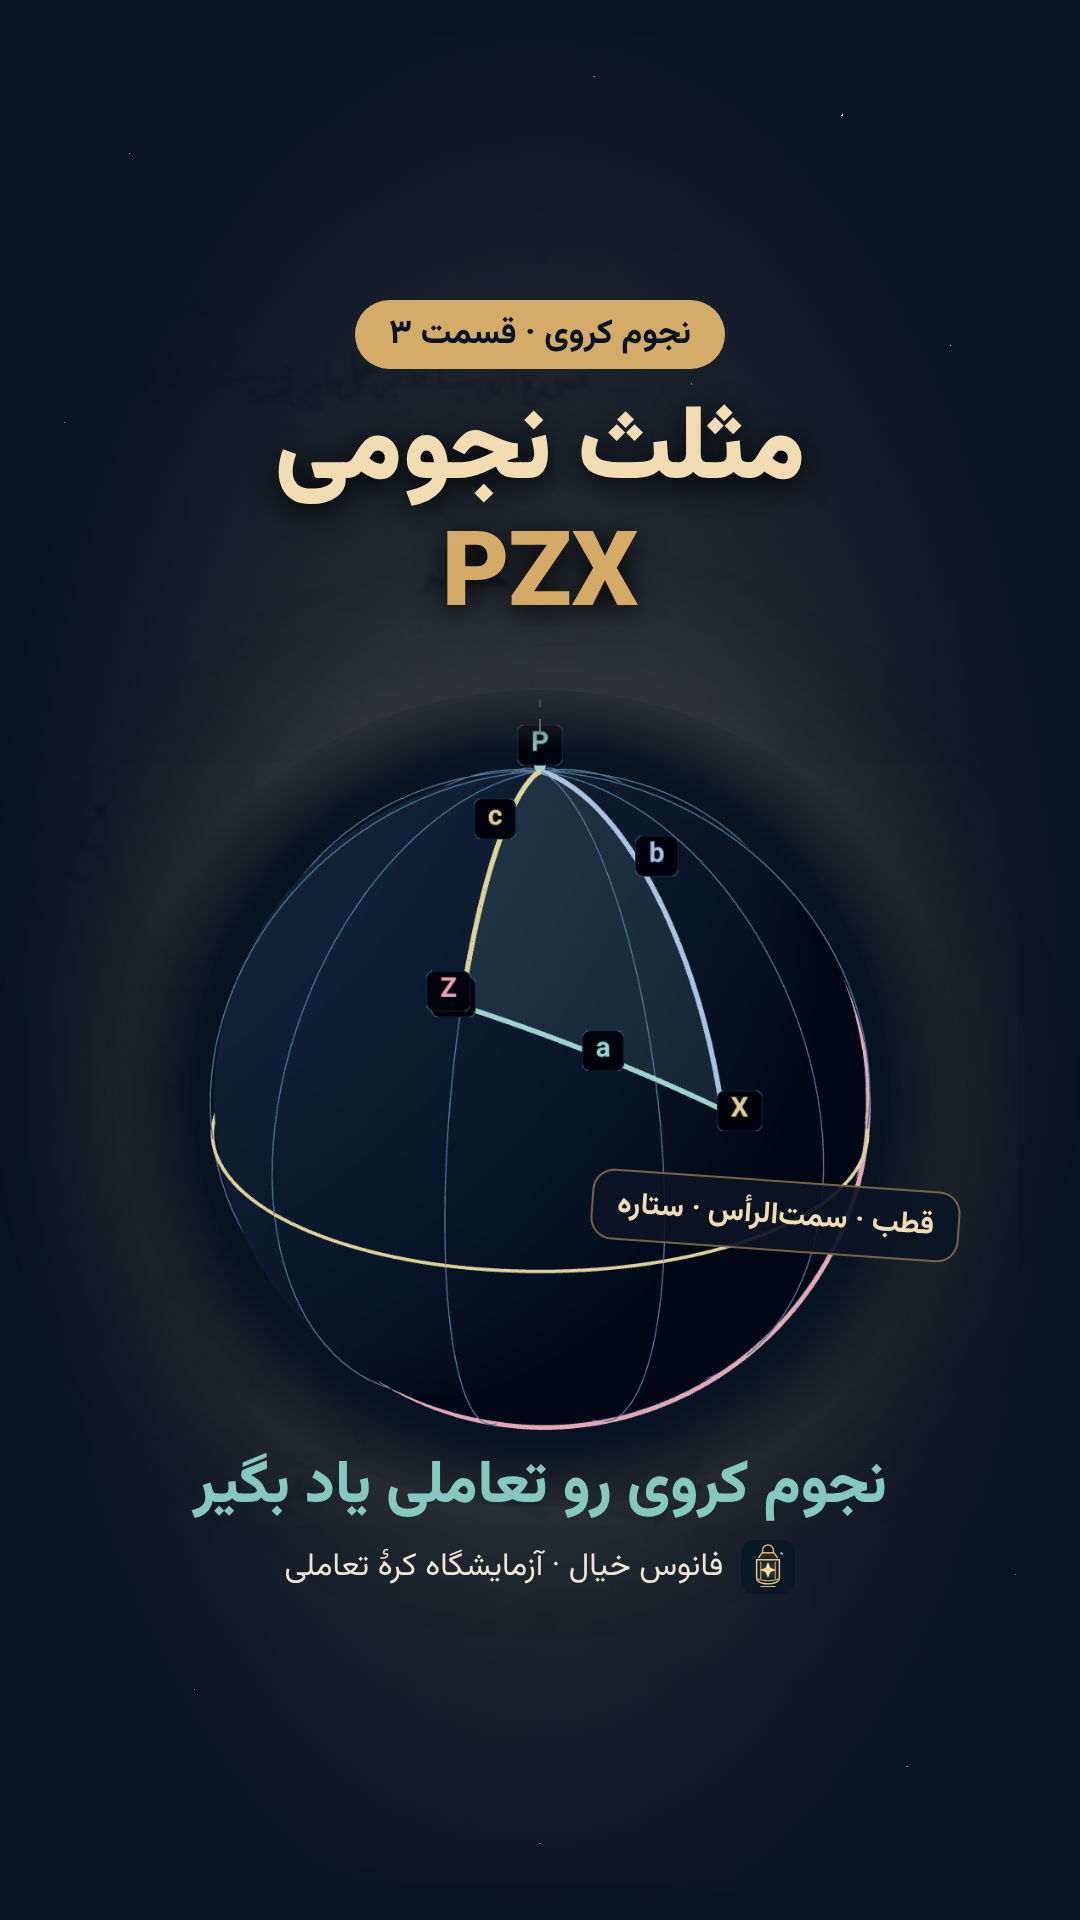 نجوم کروی · قسمت ۳
مثلث نجومی
PZX
P
c
b
Z
a
X
قطب · سمت‌الرأس · ستاره
نجوم کروی رو تعاملی یاد بگیر
فانوس خیال · آزمایشگاه کرهٔ تعاملی